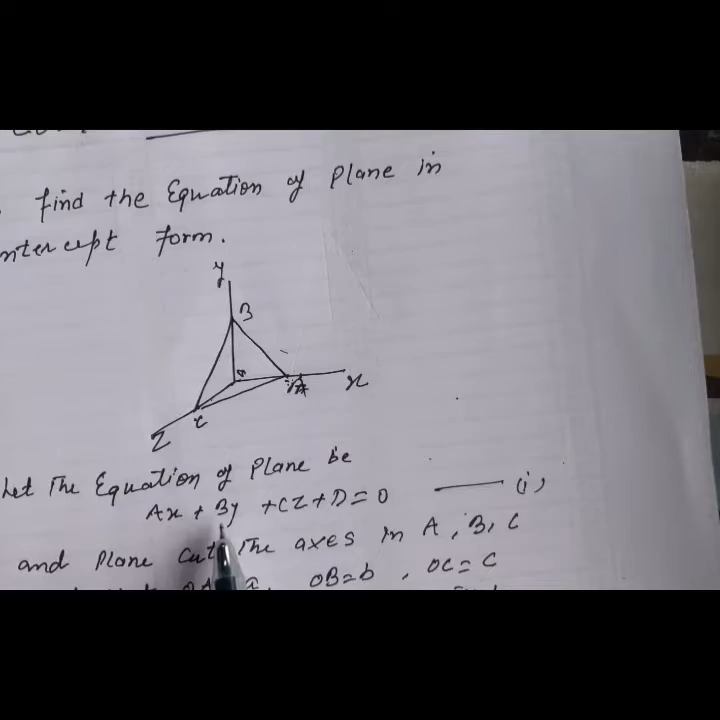 find the Equation of Plane in
ntercept form.
y
B
o
A
x
C
Z
Let The Equation of Plane be
Ax + By + CZ + D = 0 (i)
and Plane cut The axes in A, B, C
OB = b, OC = C